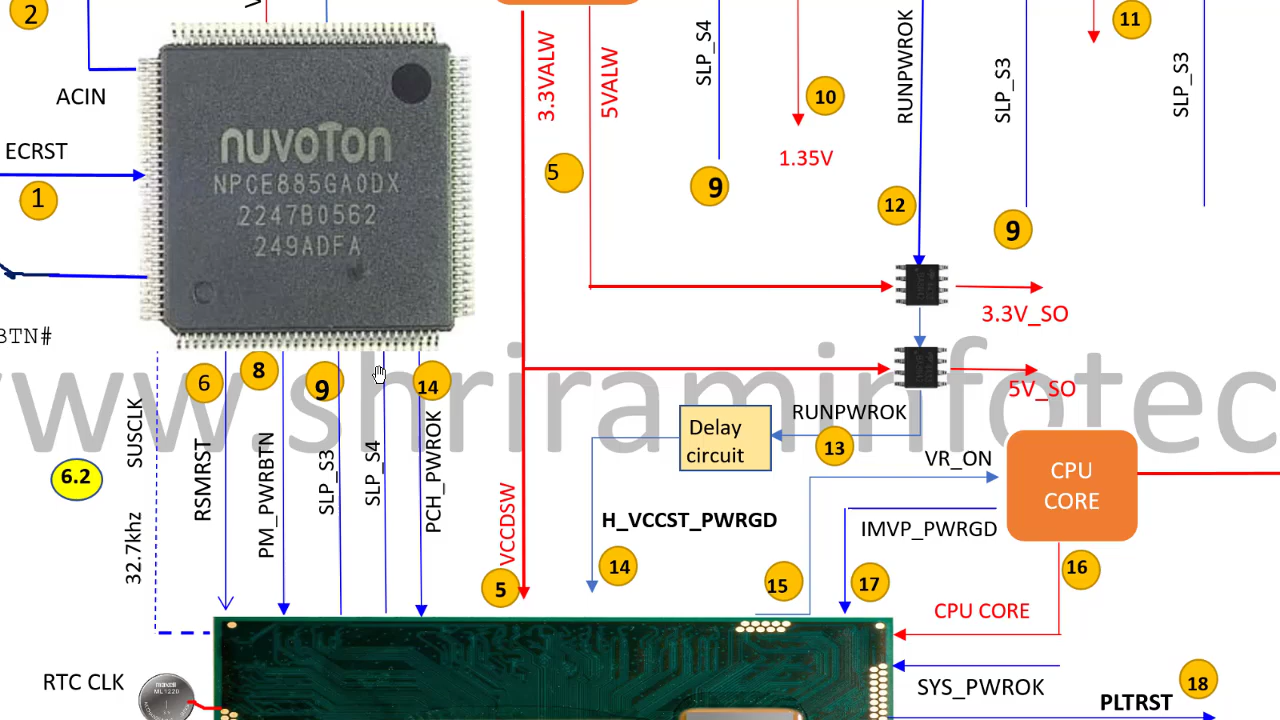 2
V
ACIN
ECRST
1
BTN#
nuvoTon
NPCE885GA0DX
2247B0562
249ADFA
3.3VALW
5VALW
5
SLP_S4
9
10
1.35V
RUNPWROK
12
SLP_S3
9
11
SLP_S3
3.3V_SO
5V_SO
www.shriraminfotec
6
8
9
14
SUSCLK
32.7khz
6.2
RSMRST
PM_PWRBTN
SLP_S3
SLP_S4
PCH_PWROK
VCCDSW
5
Delay
circuit
RUNPWROK
13
H_VCCST_PWRGD
14
VR_ON
15
IMVP_PWRGD
17
CPU
CORE
16
CPU CORE
SYS_PWROK
PLTRST
18
RTC CLK
maxell
ML1220